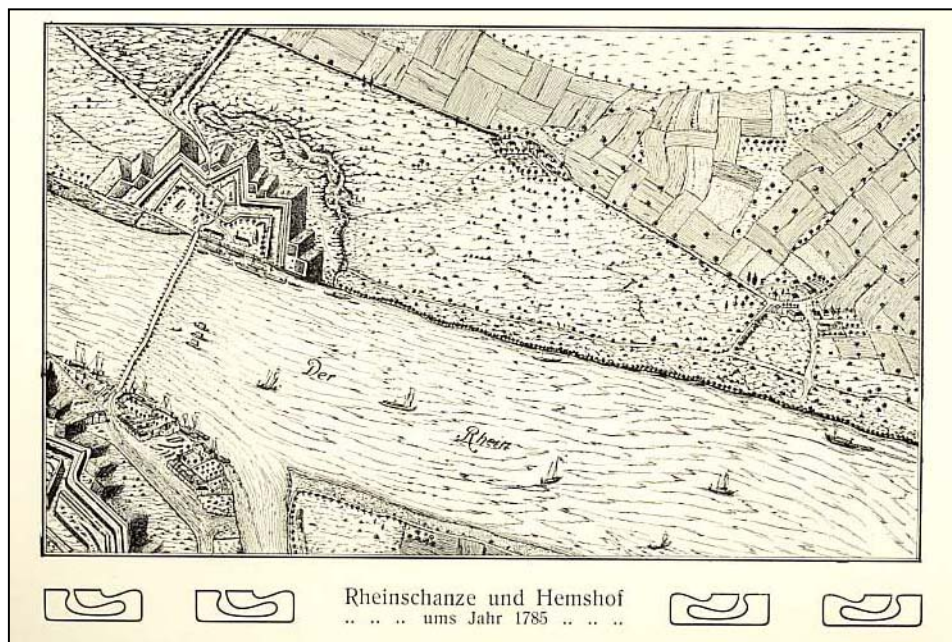 Der
Rhein
Rheinschanze und Hemshof
.. .. .. ums Jahr 1785 .. .. ..